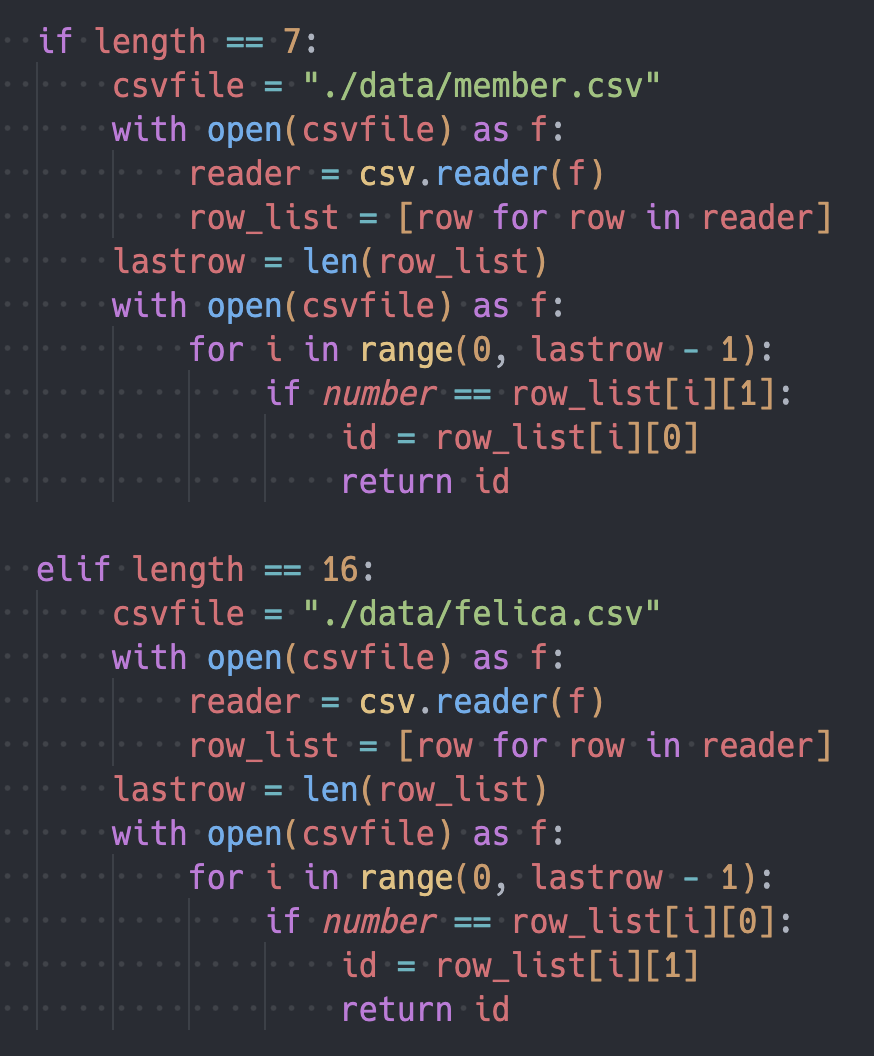 if length == 7:
    csvfile = "./data/member.csv"
    with open(csvfile) as f:
        reader = csv.reader(f)
        row_list = [row for row in reader]
    lastrow = len(row_list)
    with open(csvfile) as f:
        for i in range(0, lastrow - 1):
            if number == row_list[i][1]:
                id = row_list[i][0]
                return id

elif length == 16:
    csvfile = "./data/felica.csv"
    with open(csvfile) as f:
        reader = csv.reader(f)
        row_list = [row for row in reader]
    lastrow = len(row_list)
    with open(csvfile) as f:
        for i in range(0, lastrow - 1):
            if number == row_list[i][0]:
                id = row_list[i][1]
                return id